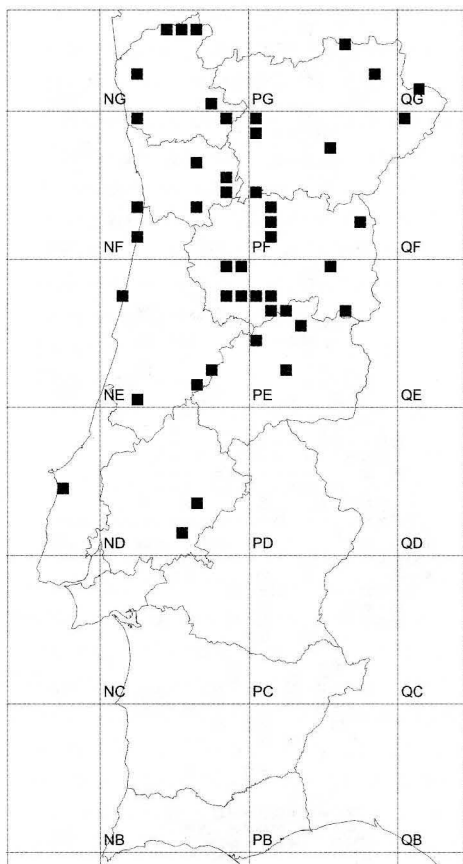 NG PG QG
NF PF QF
NE PE QE
ND PD QD
NC PC QC
NB PB QB